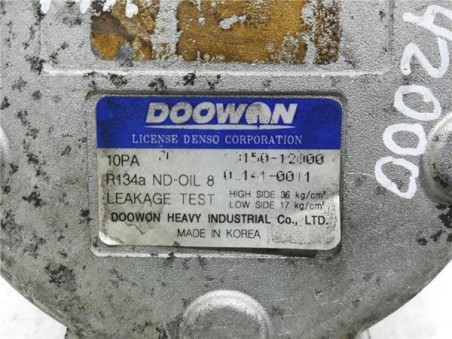 42000
DOOWON
LICENSE DENSO CORPORATION
10PA
R134a ND-OIL 8
LEAKAGE TEST HIGH SIDE 36 kg/cm²
LOW SIDE 17 kg/cm²
DOOWON HEAVY INDUSTRIAL Co., LTD.
MADE IN KOREA